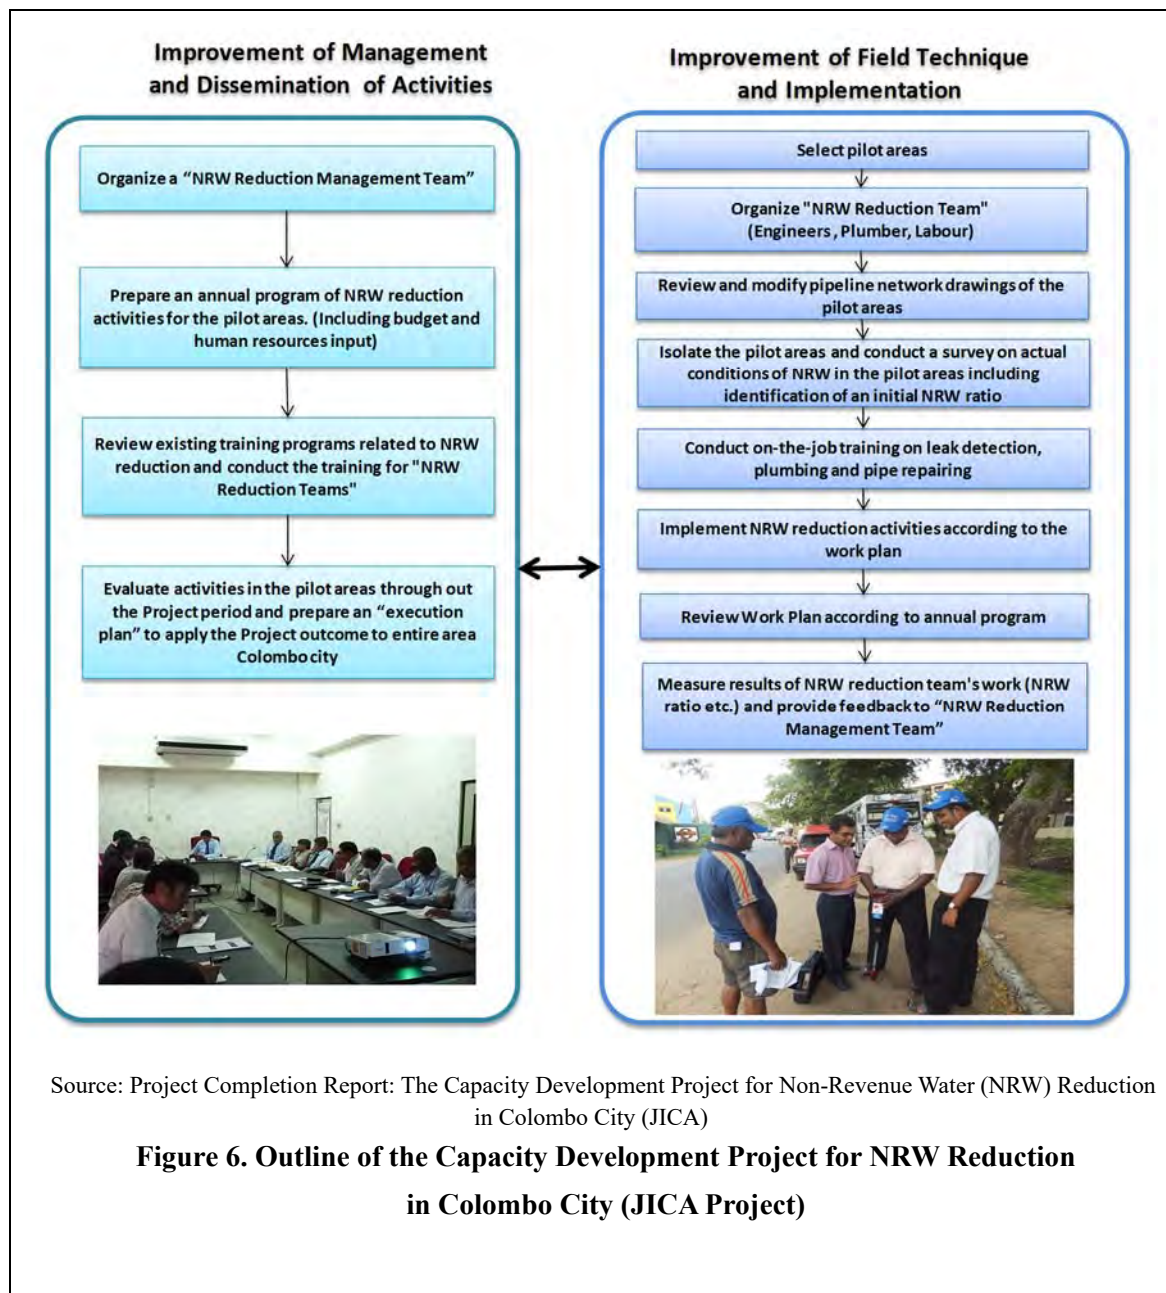 Improvement of Management
and Dissemination of Activities
Organize a “NRW Reduction Management Team”
Prepare an annual program of NRW reduction
activities for the pilot areas. (Including budget and
human resources input)
Review existing training programs related to NRW
reduction and conduct the training for "NRW
Reduction Teams"
Evaluate activities in the pilot areas through out
the Project period and prepare an “execution
plan” to apply the Project outcome to entire area
Colombo city
Improvement of Field Technique
and Implementation
Select pilot areas
Organize "NRW Reduction Team"
(Engineers , Plumber, Labour)
Review and modify pipeline network drawings of the
pilot areas
Isolate the pilot areas and conduct a survey on actual
conditions of NRW in the pilot areas including
identification of an initial NRW ratio
Conduct on-the-job training on leak detection,
plumbing and pipe repairing
Implement NRW reduction activities according to the
work plan
Review Work Plan according to annual program
Measure results of NRW reduction team's work (NRW
ratio etc.) and provide feedback to “NRW Reduction
Management Team”
Source: Project Completion Report: The Capacity Development Project for Non-Revenue Water (NRW) Reduction
in Colombo City (JICA)
Figure 6. Outline of the Capacity Development Project for NRW Reduction
in Colombo City (JICA Project)